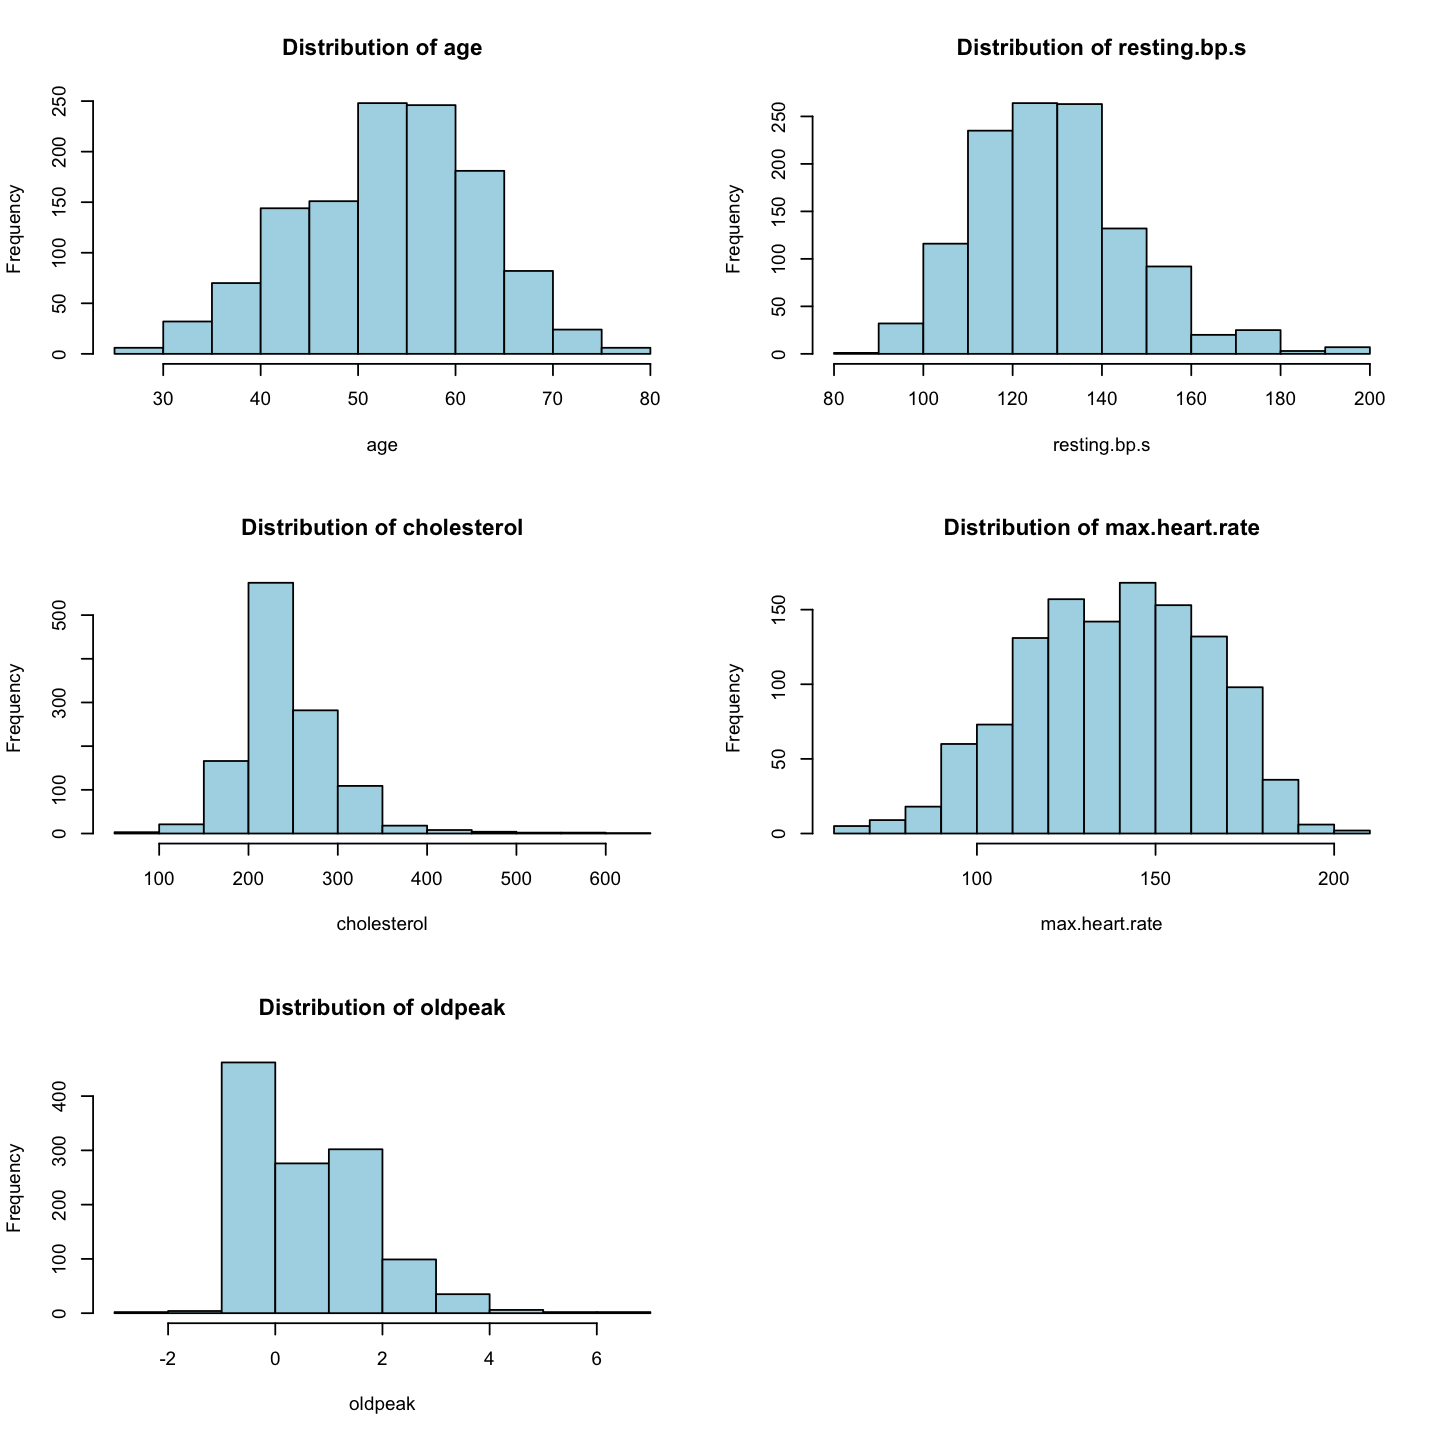 Distribution of age
Frequency
0 50 100 150 200 250
30 40 50 60 70 80
age
Distribution of resting.bp.s
Frequency
0 50 100 150 200 250
80 100 120 140 160 180 200
resting.bp.s
Distribution of cholesterol
Frequency
0 100 300 500
100 200 300 400 500 600
cholesterol
Distribution of max.heart.rate
Frequency
0 50 100 150
100 150 200
max.heart.rate
Distribution of oldpeak
Frequency
0 100 200 300 400
-2 0 2 4 6
oldpeak